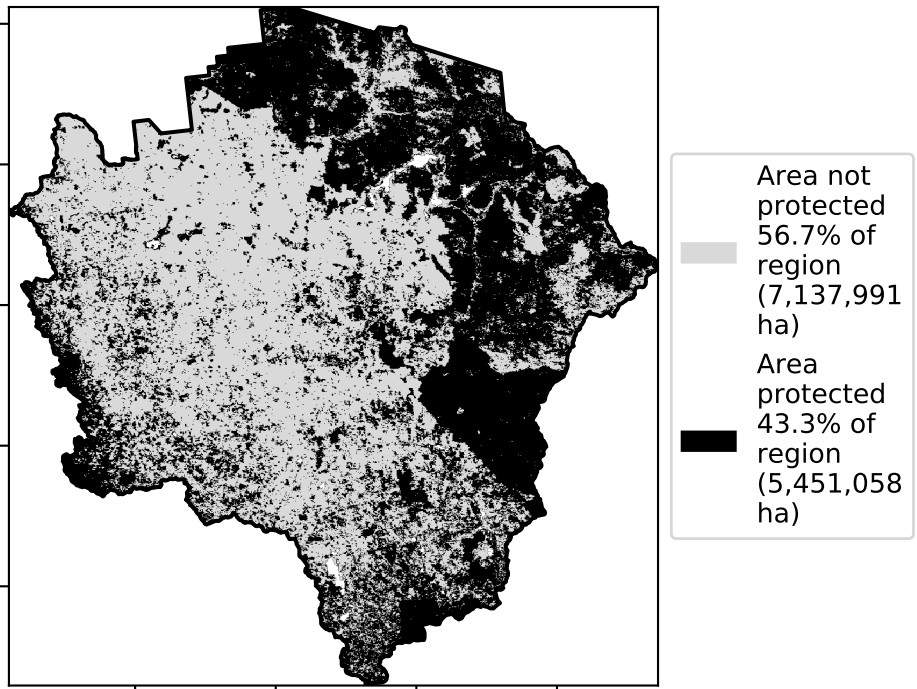 Area not
protected
56.7% of
region
(7,137,991
ha)
Area
protected
43.3% of
region
(5,451,058
ha)